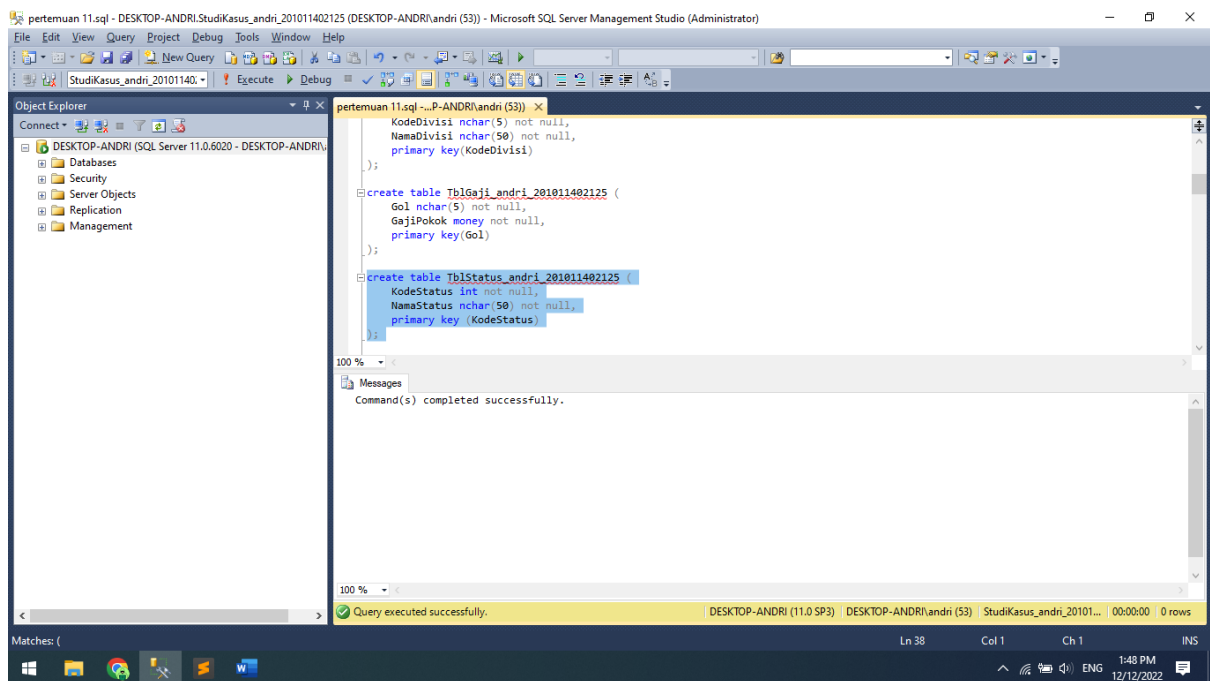 pertemuan 11.sql - DESKTOP-ANDRI.StudiKasus_andri_201011402125 (DESKTOP-ANDRI\andri (53)) - Microsoft SQL Server Management Studio (Administrator)
File Edit View Query Project Debug Tools Window Help
New Query
StudiKasus_andri_20101140: Execute Debug
Object Explorer
pertemuan 11.sql -...P-ANDRI\andri (53))
Connect
DESKTOP-ANDRI (SQL Server 11.0.6020 - DESKTOP-ANDRI\
Databases
Security
Server Objects
Replication
Management
KodeDivisi nchar(5) not null,
NamaDivisi nchar(50) not null,
primary key(KodeDivisi)
);
create table TblGaji_andri_201011402125 (
Gol nchar(5) not null,
GajiPokok money not null,
primary key(Gol)
);
create table TblStatus_andri_201011402125 (
KodeStatus int not null,
NamaStatus nchar(50) not null,
primary key (KodeStatus)
);
100 %
Messages
Command(s) completed successfully.
100 %
Query executed successfully. DESKTOP-ANDRI (11.0 SP3) DESKTOP-ANDRI\andri (53) StudiKasus_andri_20101... 00:00:00 0 rows
Matches: ( Ln 38 Col 1 Ch 1 INS
ENG
1:48 PM
12/12/2022